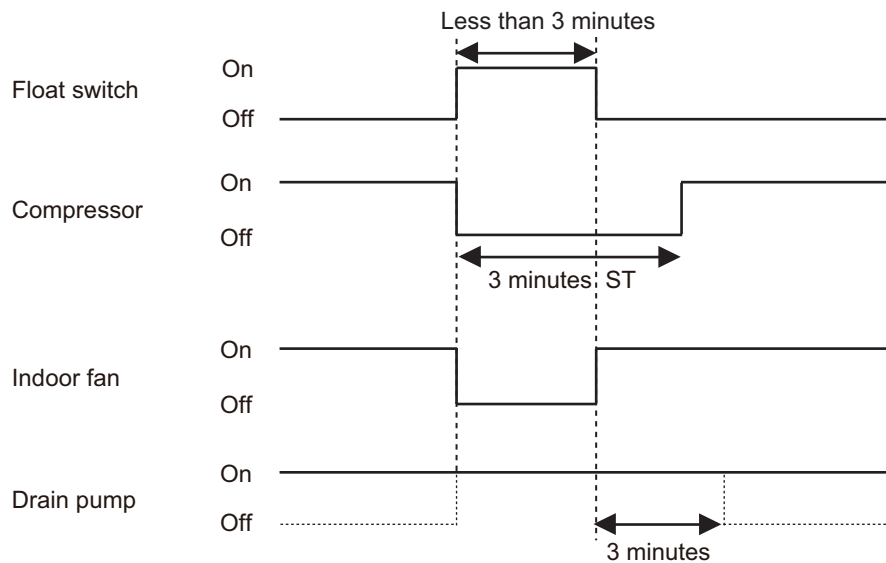 Less than 3 minutes
On
Float switch
Off
On
Compressor
Off
3 minutes ST
On
Indoor fan
Off
On
Drain pump
Off
3 minutes